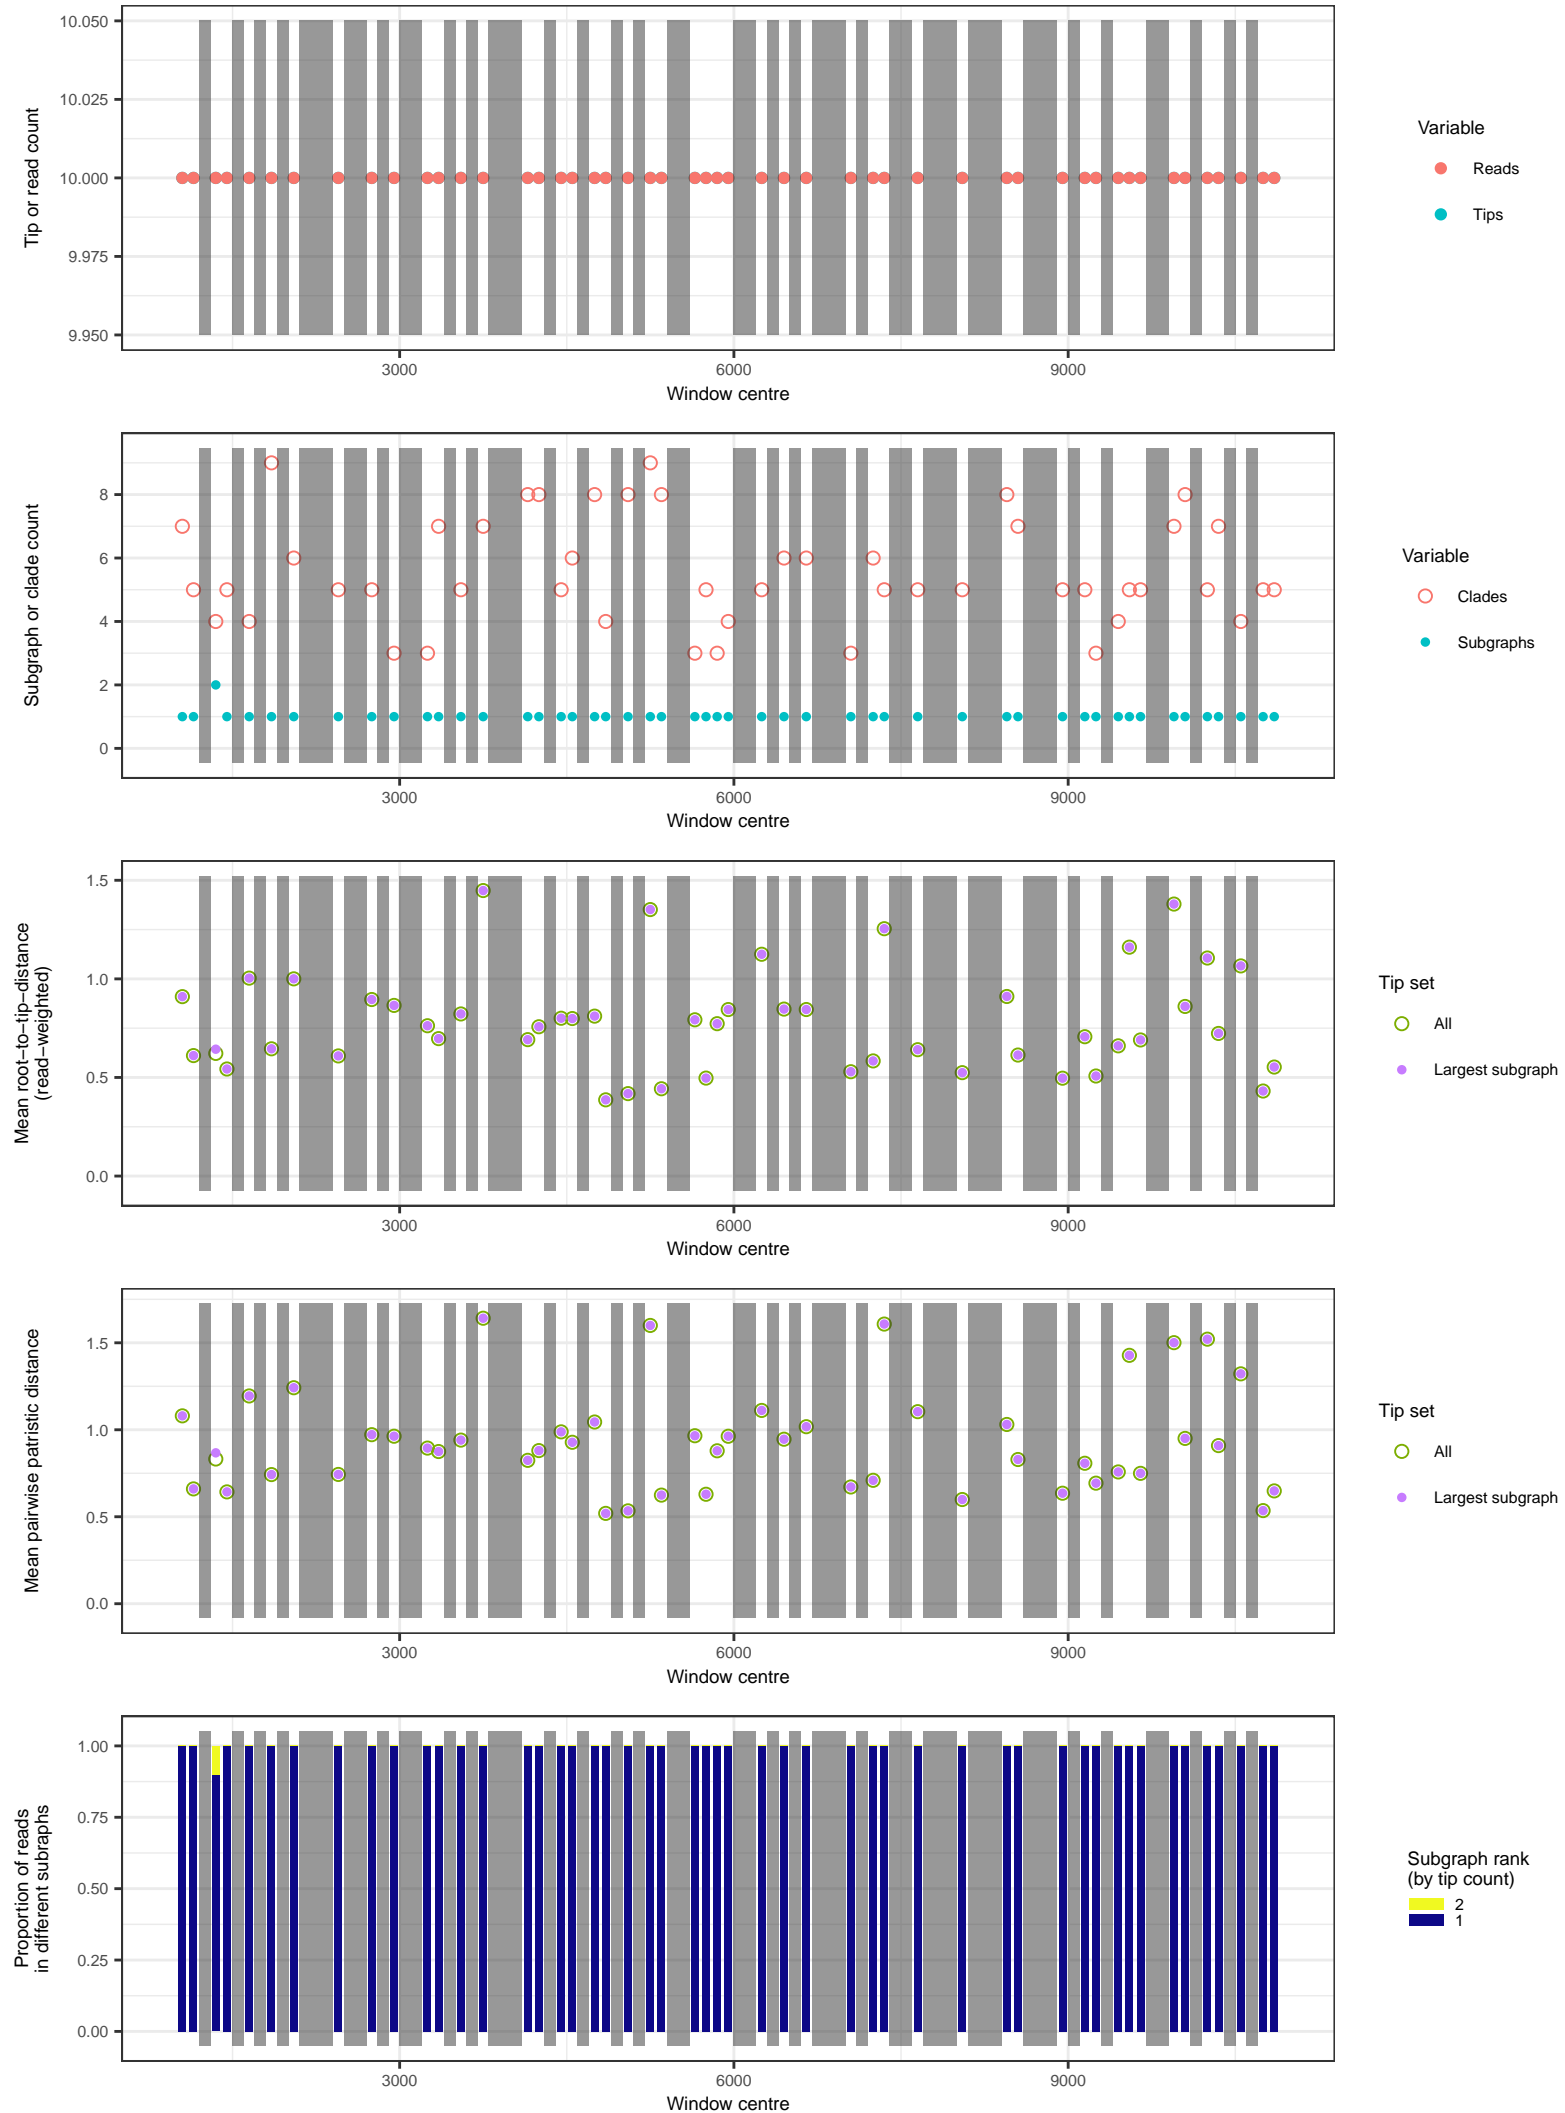 10.050
10.025
10.000
9.975
9.950
Tip or read count
3000 6000 9000
Window centre
Variable
Reads
Tips
8
6
4
2
0
Subgraph or clade count
3000 6000 9000
Window centre
Variable
Clades
Subgraphs
1.5
1.0
0.5
0.0
Mean root−to−tip−distance
(read−weighted)
3000 6000 9000
Window centre
Tip set
All
Largest subgraph
1.5
1.0
0.5
0.0
Mean pairwise patristic distance
3000 6000 9000
Window centre
Tip set
All
Largest subgraph
1.00
0.75
0.50
0.25
0.00
Proportion of reads
in different subraphs
3000 6000 9000
Window centre
Subgraph rank
(by tip count)
2
1